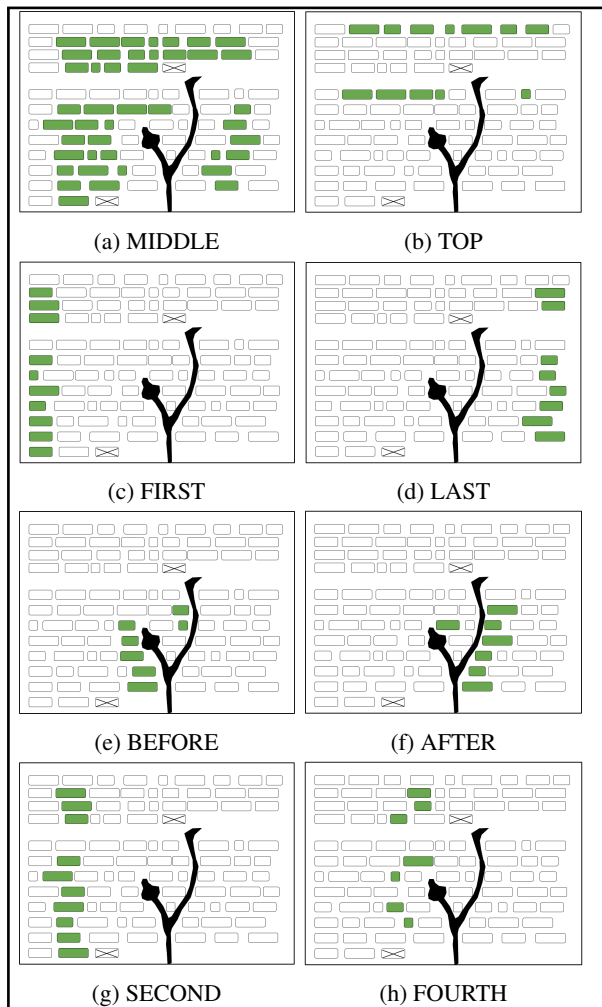 (a) MIDDLE
(b) TOP
(c) FIRST
(d) LAST
(e) BEFORE
(f) AFTER
(g) SECOND
(h) FOURTH